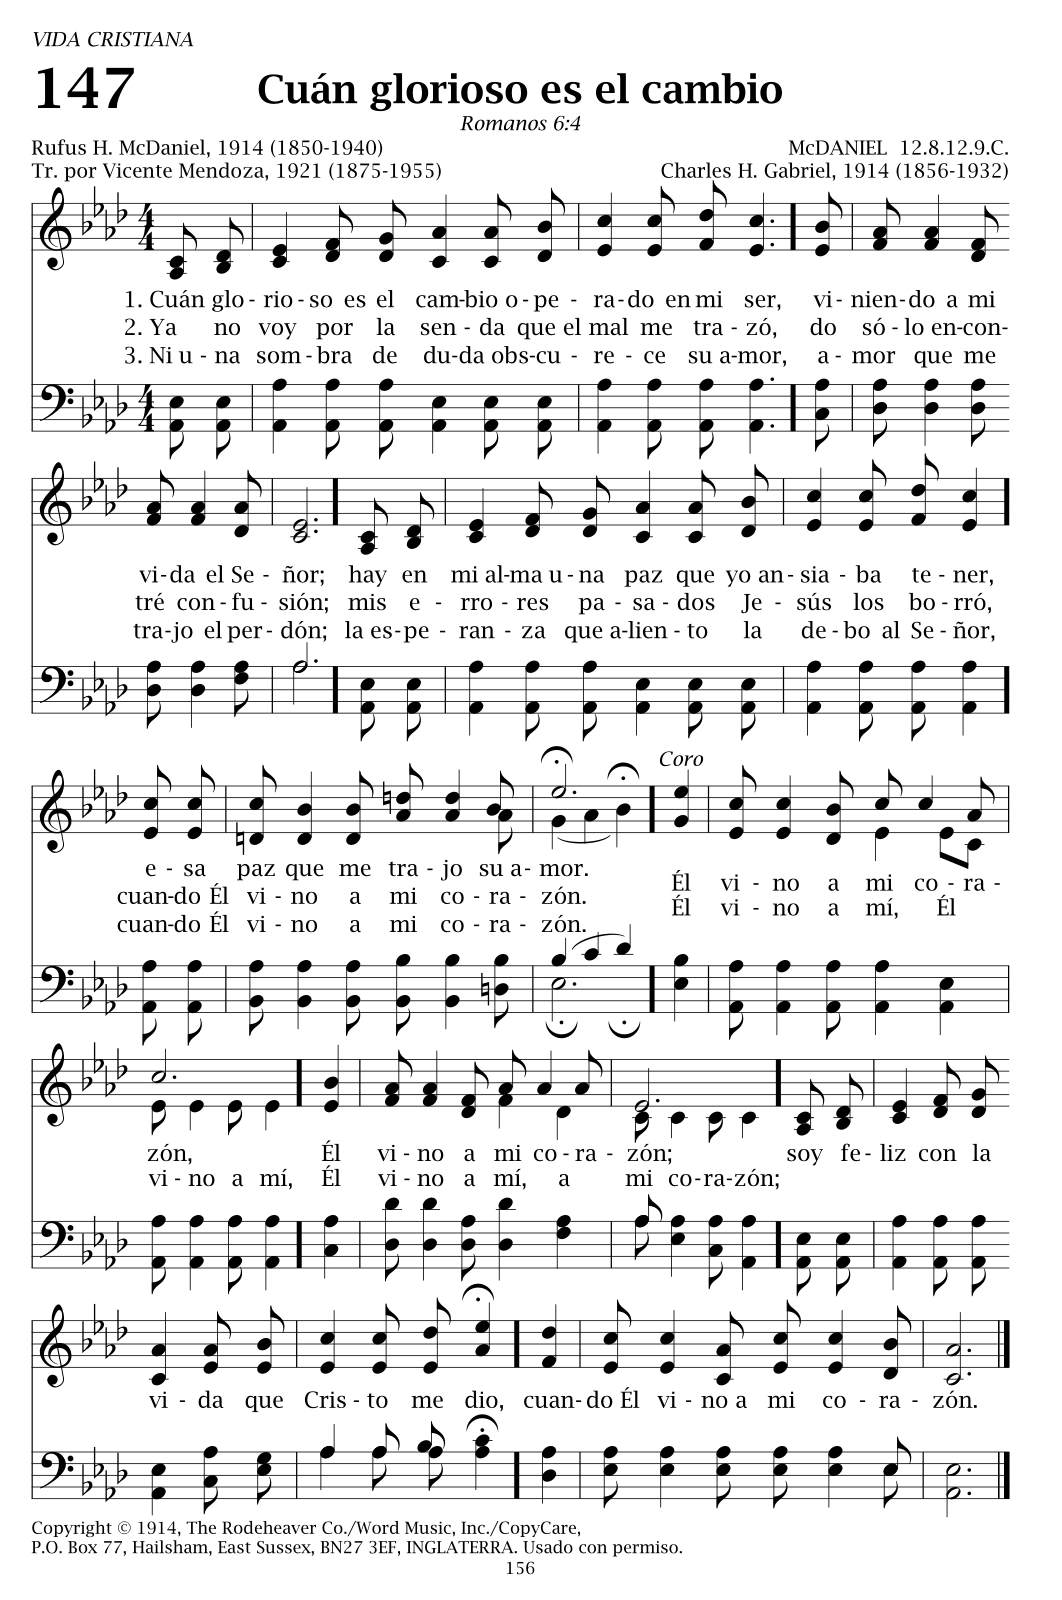 VIDA CRISTIANA
147
Cuán glorioso es el cambio
Romanos 6:4
Rufus H. McDaniel, 1914 (1850-1940)
McDANIEL 12.8.12.9.C.
Tr. por Vicente Mendoza, 1921 (1875-1955)
Charles H. Gabriel, 1914 (1856-1932)
4 4
1. Cuán glo - rio - so es el cam-bio o - pe - ra-do en mi ser, vi - nien-do a mi
2. Ya no voy por la sen - da que el mal me tra - zó, do só - lo en-con-
3. Ni u - na som - bra de du-da obs-cu - re - ce su a-mor, a - mor que me
4 4
vi-da el Se - ñor; hay en mi al-ma u - na paz que yo an - sia - ba te - ner,
tré con - fu - sión; mis e - rro - res pa - sa - dos Je - sús los bo - rró,
tra-jo el per - dón; la es-pe - ran - za que a-lien - to la de - bo al Se - ñor,
Coro
e - sa paz que me tra - jo su a - mor. Él vi - no a mi co - ra -
cuan-do Él vi - no a mi co - ra - zón. Él vi - no a mí, Él
cuan-do Él vi - no a mi co - ra - zón.
zón, Él vi - no a mi co - ra - zón; soy fe - liz con la
vi - no a mí, Él vi - no a mí, a mi co-ra-zón;
vi - da que Cris - to me dio, cuan-do Él vi - no a mi co - ra - zón.
Copyright © 1914, The Rodeheaver Co./Word Music, Inc./CopyCare,
P.O. Box 77, Hailsham, East Sussex, BN27 3EF, INGLATERRA. Usado con permiso.
156